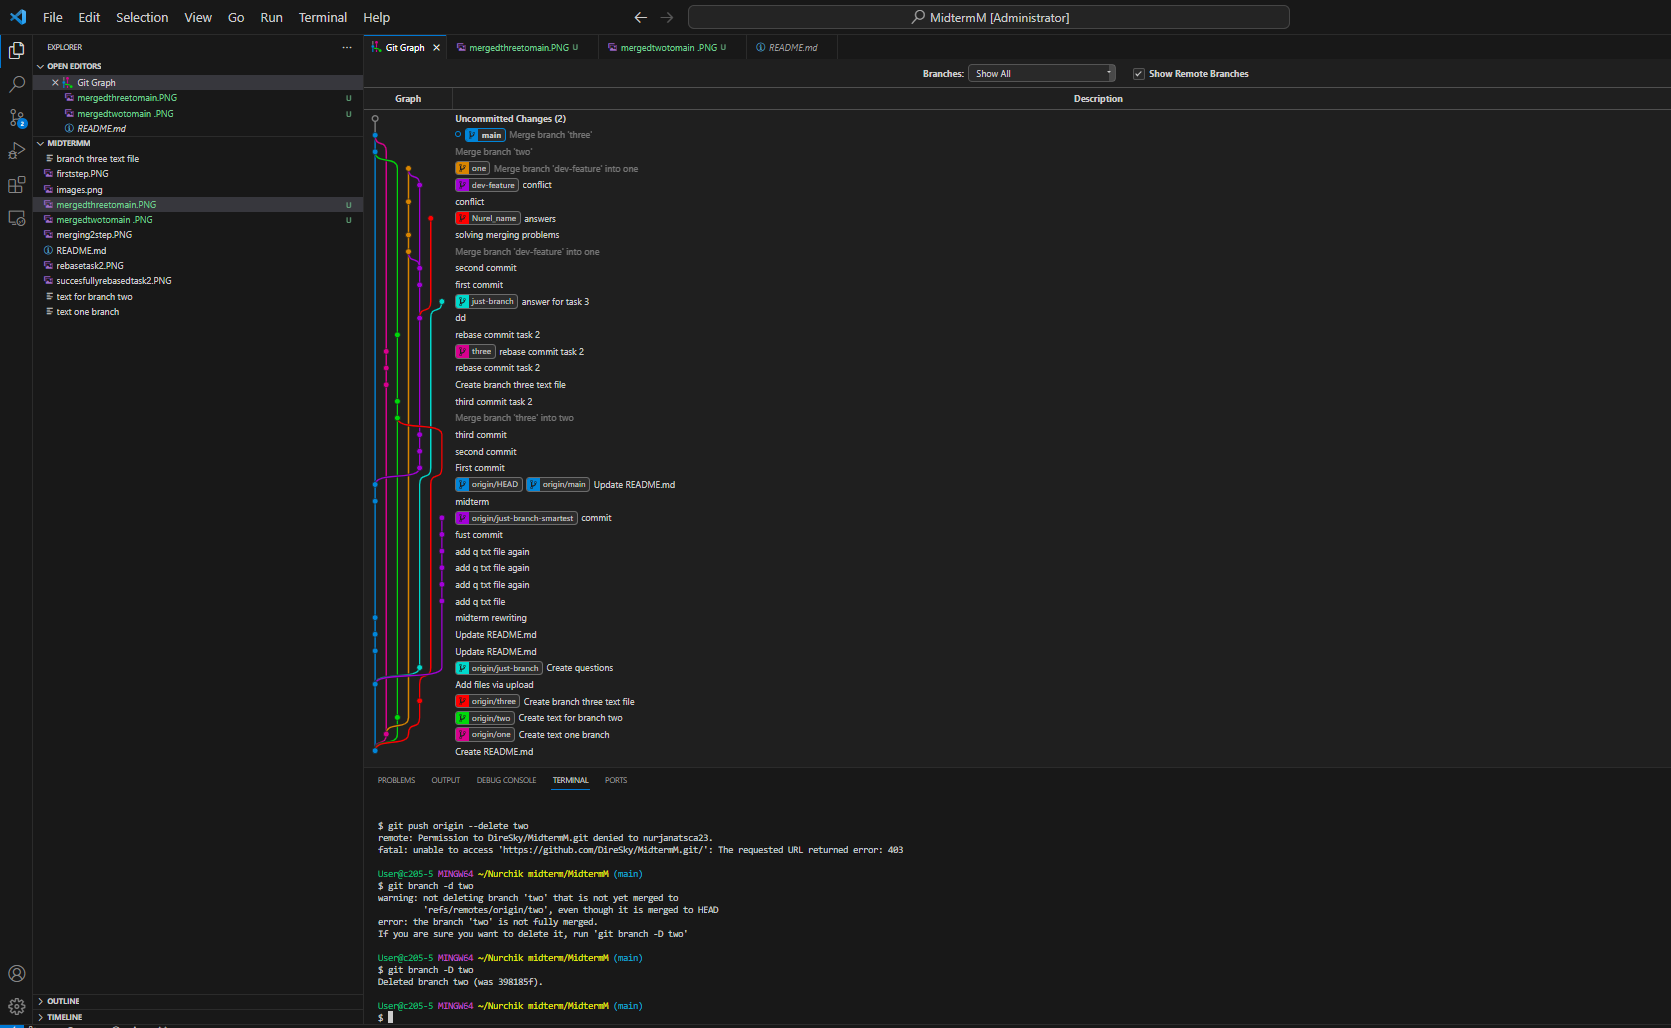 File Edit Selection View Go Run Terminal Help
MidtermM [Administrator]
EXPLORER
OPEN EDITORS
Git Graph
mergedthreetomain.PNG U
mergedtwotomain .PNG U
README.md
MIDTERMM
branch three text file
firststep.PNG
images.png
mergedthreetomain.PNG U
mergedtwotomain .PNG U
merging2step.PNG
README.md
rebasetask2.PNG
succesfullyrebasedtask2.PNG
text for branch two
text one branch
OUTLINE
TIMELINE
2
Git Graph mergedthreetomain.PNG U mergedtwotomain .PNG U README.md
Branches: Show All Show Remote Branches
Graph Description
Uncommitted Changes (2)
main Merge branch 'three'
Merge branch 'two'
one Merge branch 'dev-feature' into one
dev-feature conflict
conflict
Nurel_name answers
solving merging problems
Merge branch 'dev-feature' into one
second commit
first commit
just-branch answer for task 3
dd
rebase commit task 2
three rebase commit task 2
rebase commit task 2
Create branch three text file
third commit task 2
Merge branch 'three' into two
third commit
second commit
First commit
origin/HEAD origin/main Update README.md
midterm
origin/just-branch-smartest commit
fust commit
add q txt file again
add q txt file again
add q txt file again
add q txt file
midterm rewriting
Update README.md
Update README.md
origin/just-branch Create questions
Add files via upload
origin/three Create branch three text file
origin/two Create text for branch two
origin/one Create text one branch
Create README.md
PROBLEMS OUTPUT DEBUG CONSOLE TERMINAL PORTS
$ git push origin --delete two
remote: Permission to DireSky/MidtermM.git denied to nurjanatsca23.
fatal: unable to access 'https://github.com/DireSky/MidtermM.git/': The requested URL returned error: 403
User@c205-5 MINGW64 ~/Nurchik midterm/MidtermM (main)
$ git branch -d two
warning: not deleting branch 'two' that is not yet merged to
'refs/remotes/origin/two', even though it is merged to HEAD
error: the branch 'two' is not fully merged.
If you are sure you want to delete it, run 'git branch -D two'
User@c205-5 MINGW64 ~/Nurchik midterm/MidtermM (main)
$ git branch -D two
Deleted branch two (was 398185f).
User@c205-5 MINGW64 ~/Nurchik midterm/MidtermM (main)
$